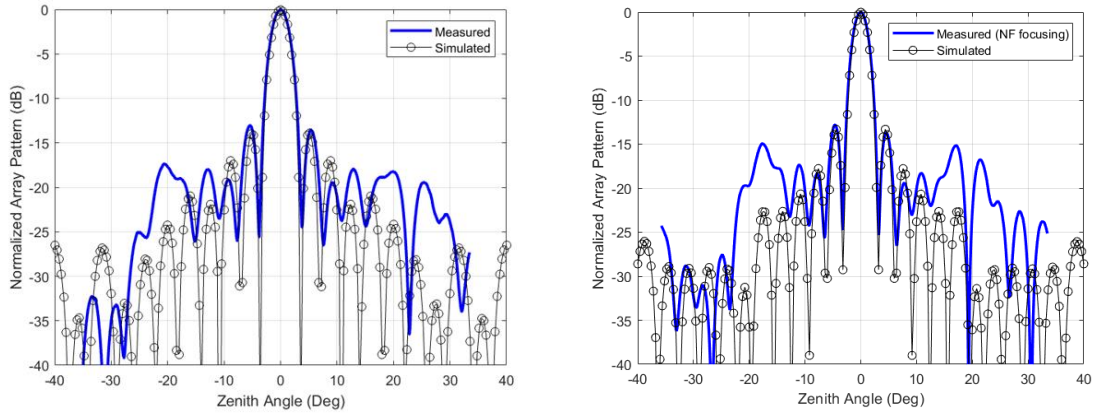 Measured
Simulated
0
-5
-10
-15
-20
-25
-30
-35
-40
Normalized Array Pattern (dB)
-40 -30 -20 -10 0 10 20 30 40
Zenith Angle (Deg)
Measured (NF focusing)
Simulated
0
-5
-10
-15
-20
-25
-30
-35
-40
Normalized Array Pattern (dB)
-40 -30 -20 -10 0 10 20 30 40
Zenith Angle (Deg)